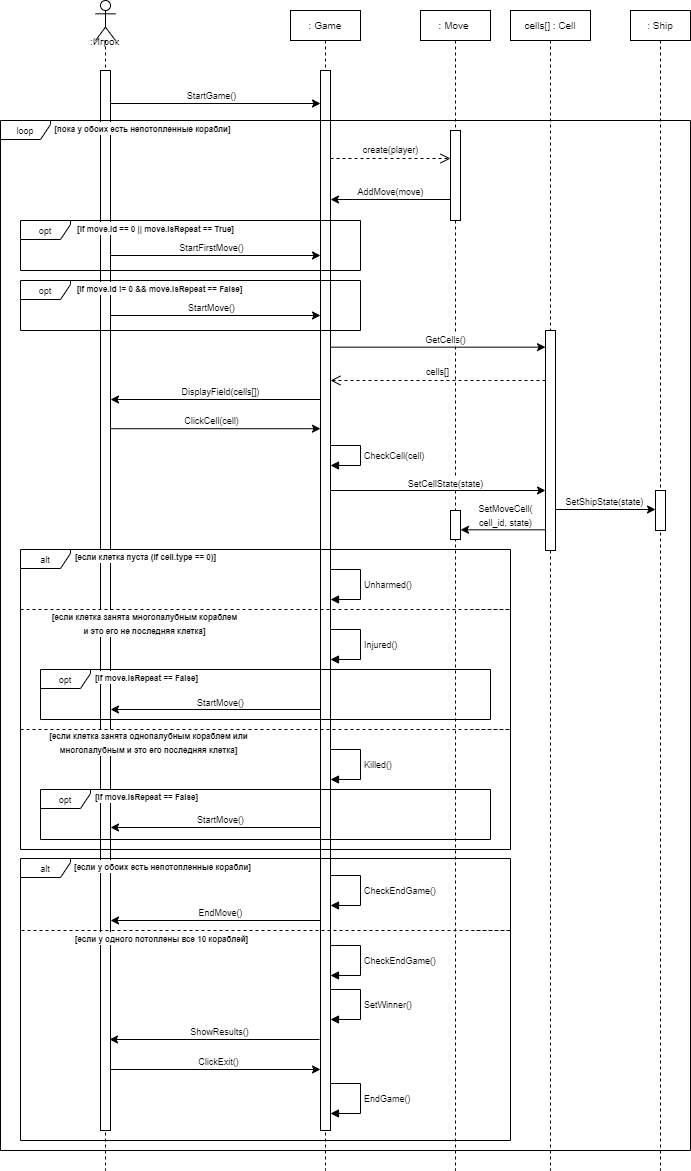 :Игрок
: Game
: Move
cells[] : Cell
: Ship
StartGame()
loop
[пока у обоих есть непотопленные корабли]
create(player)
AddMove(move)
opt
[if move.id == 0 || move.isRepeat == True]
StartFirstMove()
opt
[if move.id != 0 && move.isRepeat == False]
StartMove()
GetCells()
cells[]
DisplayField(cells[])
ClickCell(cell)
CheckCell(cell)
SetCellState(state)
SetShipState(state)
SetMoveCell(
cell_id, state)
alt
[если клетка пуста (if cell.type == 0)]
Unharmed()
[если клетка занята многопалубным кораблем
и это его не последняя клетка]
Injured()
opt
[if move.isRepeat == False]
StartMove()
[если клетка занята однопалубным кораблем или
многопалубным и это его последняя клетка]
Killed()
opt
[if move.isRepeat == False]
StartMove()
alt
[если у обоих есть непотопленные корабли]
CheckEndGame()
EndMove()
[если у одного потоплены все 10 кораблей]
CheckEndGame()
SetWinner()
ShowResults()
ClickExit()
EndGame()